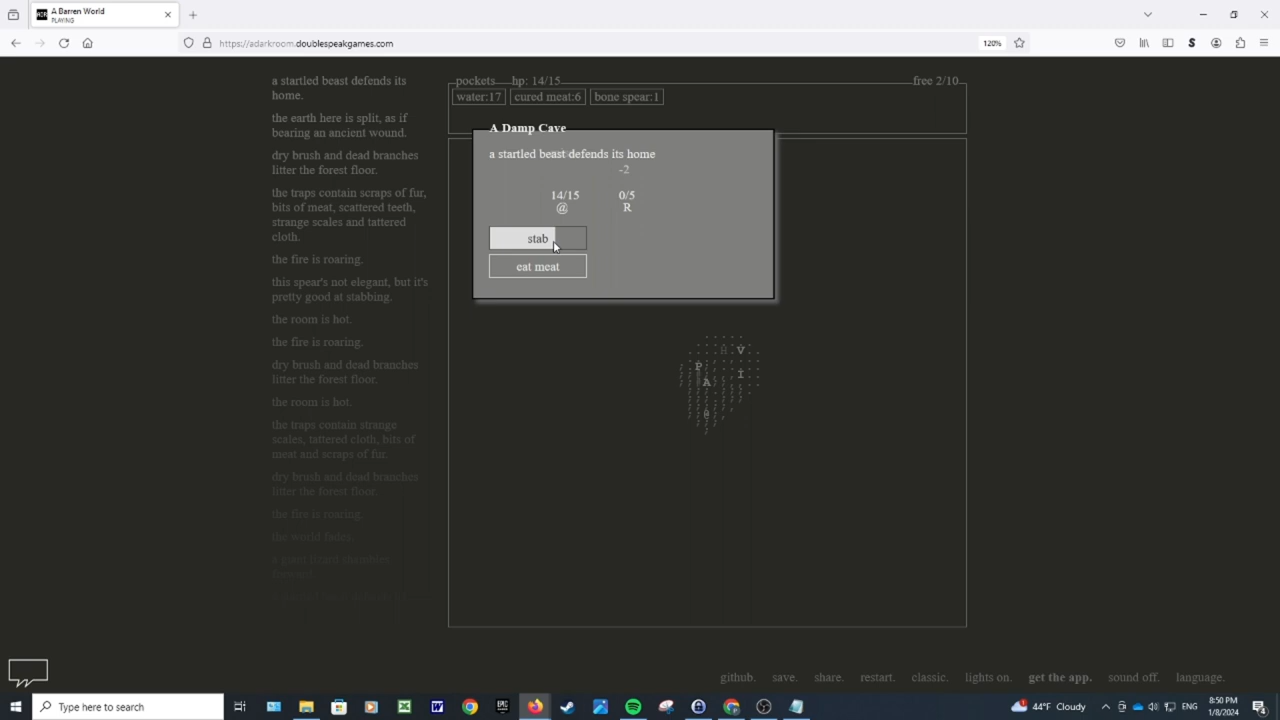 A Barren World
PLAYING
https://adarkroom.doublespeakgames.com
120%
a startled beast defends its
home.
the earth here is split, as if
bearing an ancient wound.
dry brush and dead branches
litter the forest floor.
the traps contain scraps of fur,
bits of meat, scattered teeth,
strange scales and tattered
cloth.
the fire is roaring.
this spear's not elegant, but it's
pretty good at stabbing.
the room is hot.
the fire is roaring.
dry brush and dead branches
litter the forest floor.
the room is hot.
the traps contain strange
scales, tattered cloth, bits of
meat and scraps of fur.
dry brush and dead branches
litter the forest floor.
the fire is roaring.
the world fades.
pockets hp: 14/15 free 2/10
water:17 cured meat:6 bone spear:1
A Damp Cave
a startled beast defends its home
-2
14/15 0/5
@ R
stab
eat meat
V
P
I
A
@
github. save. share. restart. classic. lights on. get the app. sound off. language.
Type here to search
44°F Cloudy
ENG
8:50 PM
1/8/2024